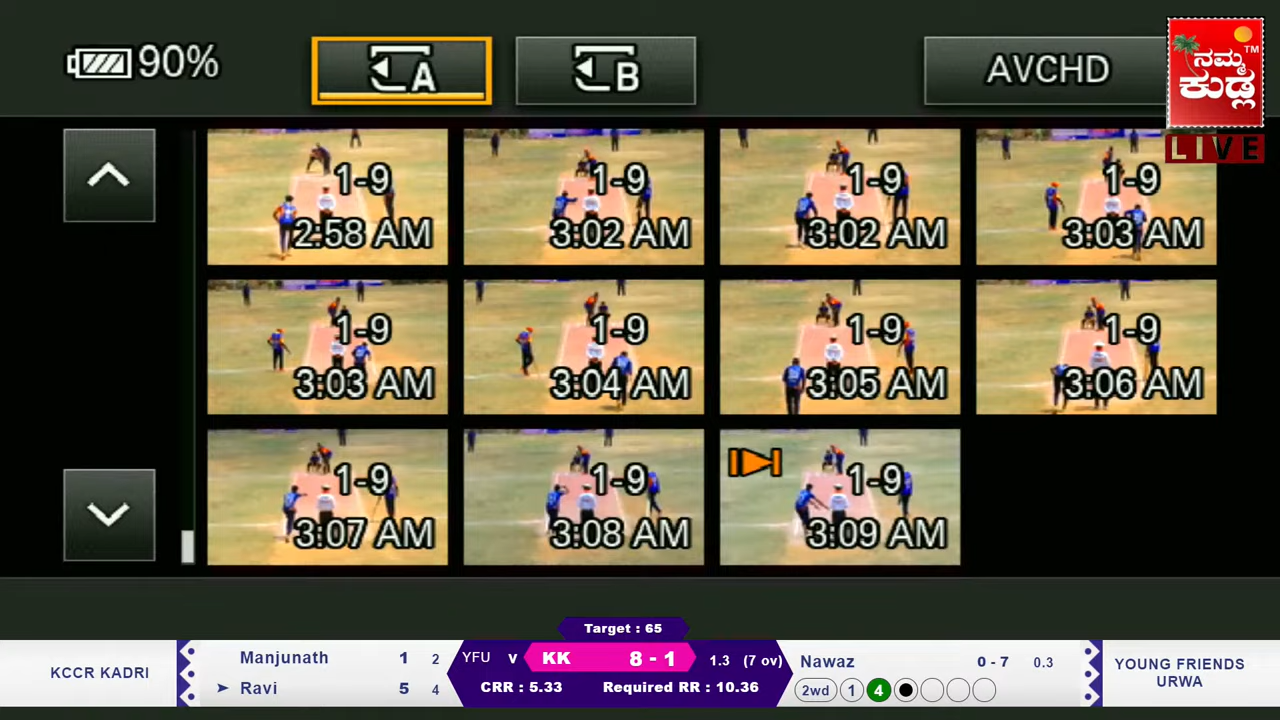 90%
A
B
AVCHD
ನಮ್ಮ
ಕುಡ್ಲ
TM
LIVE
1-9
2:58 AM
1-9
3:02 AM
1-9
3:02 AM
1-9
3:03 AM
1-9
3:03 AM
1-9
3:04 AM
1-9
3:05 AM
1-9
3:06 AM
1-9
3:07 AM
1-9
3:08 AM
1-9
3:09 AM
Target : 65
KCCR KADRI
Manjunath 1 2
Ravi 5 4
YFU v KK 8 - 1 1.3 (7 ov)
CRR : 5.33 Required RR : 10.36
Nawaz 0 - 7 0.3
2wd 1 4
YOUNG FRIENDS
URWA